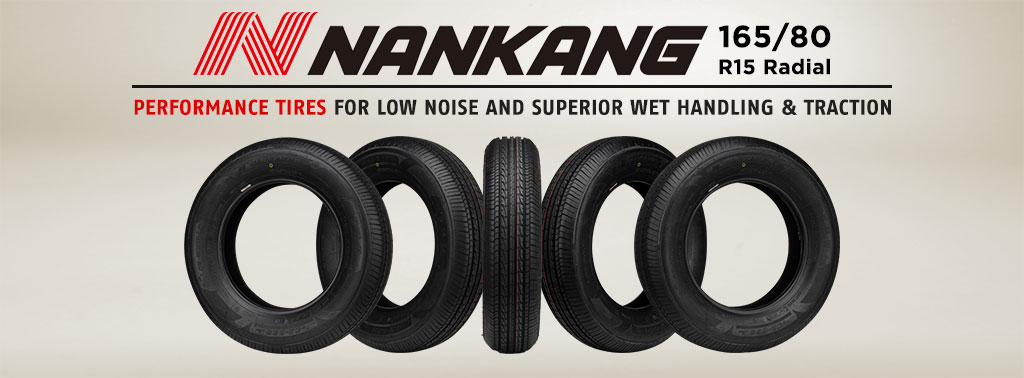 NANKANG
165/80
R15 Radial
PERFORMANCE TIRES FOR LOW NOISE AND SUPERIOR WET HANDLING & TRACTION